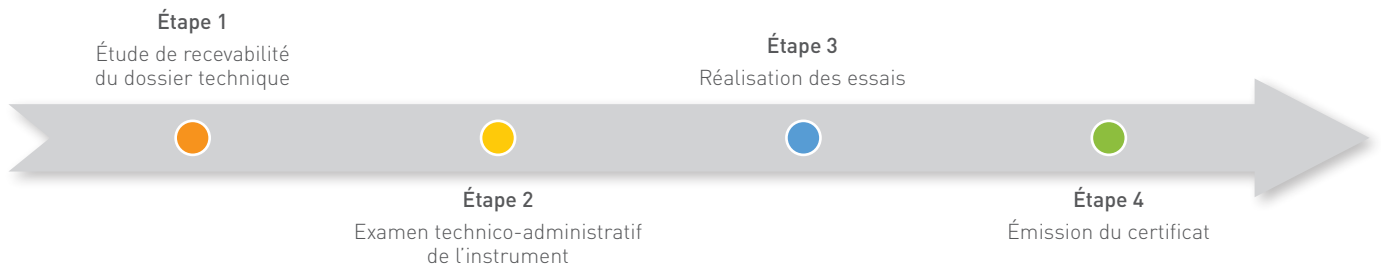 Étape 1
Étude de recevabilité
du dossier technique
Étape 2
Examen technico-administratif
de l'instrument
Étape 3
Réalisation des essais
Étape 4
Émission du certificat